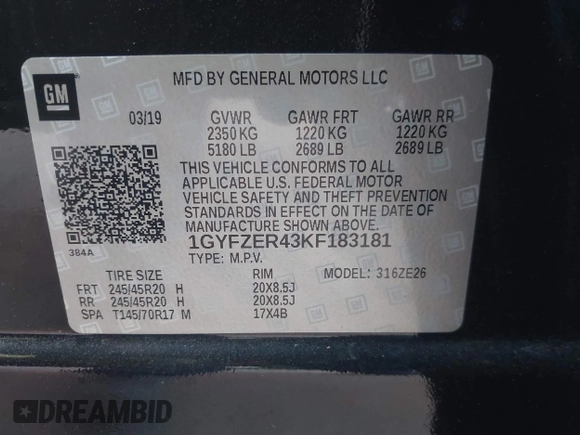 GM
MFD BY GENERAL MOTORS LLC
03/19 GVWR GAWR FRT GAWR RR
2350 KG 1220 KG 1220 KG
5180 LB 2689 LB 2689 LB
THIS VEHICLE CONFORMS TO ALL
APPLICABLE U.S. FEDERAL MOTOR
VEHICLE SAFETY AND THEFT PREVENTION
STANDARDS IN EFFECT ON THE DATE OF
MANUFACTURE SHOWN ABOVE.
1GYFZER43KF183181
384A TYPE: M.P.V. MODEL: 316ZE26
TIRE SIZE RIM
FRT 245/45R20 H 20X8.5J
RR 245/45R20 H 20X8.5J
SPA T145/70R17 M 17X4B
DREAMBID